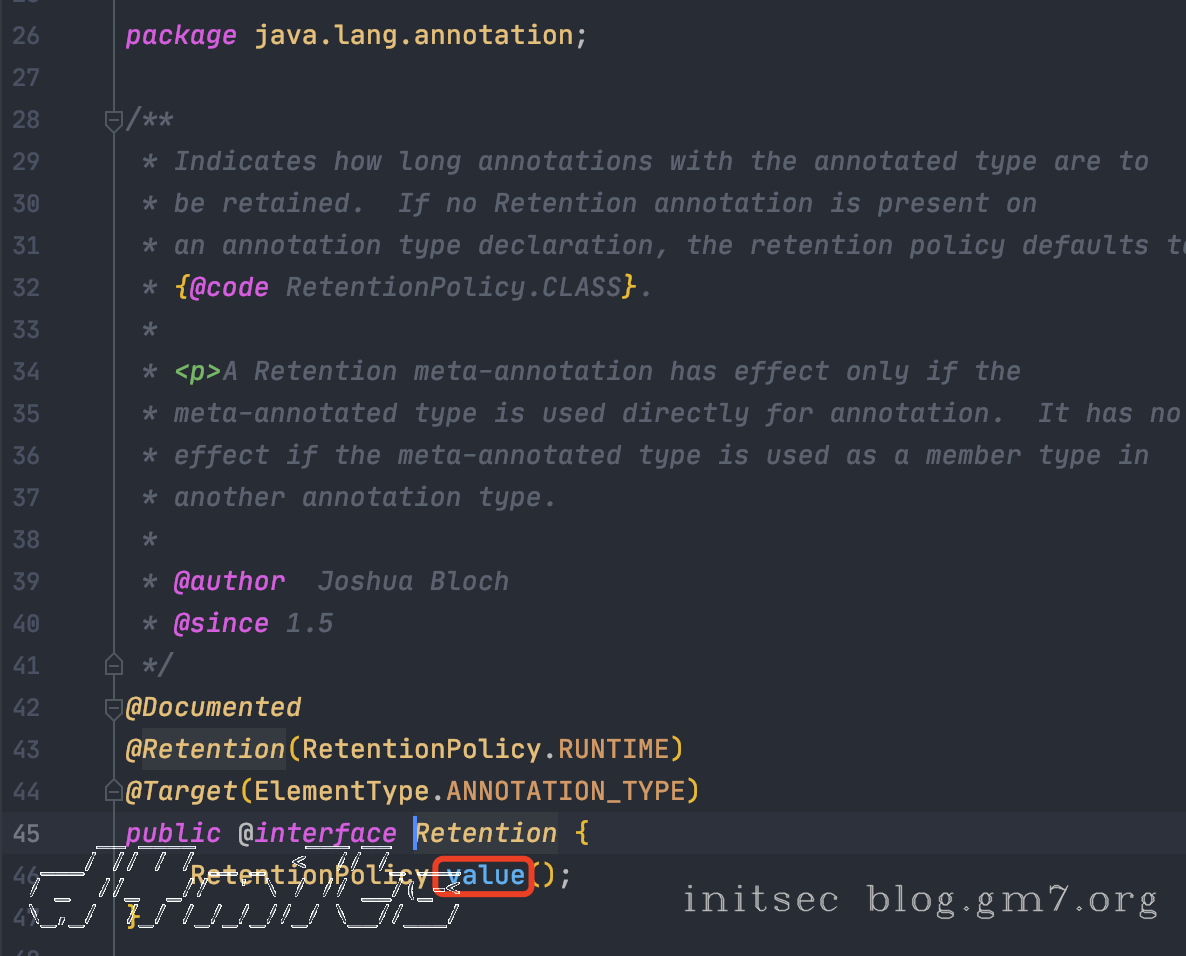 26 package java.lang.annotation;
27
28 /**
29 * Indicates how long annotations with the annotated type are to
30 * be retained.  If no Retention annotation is present on
31 * an annotation type declaration, the retention policy defaults
32 * {@code RetentionPolicy.CLASS}.
33 *
34 * <p>A Retention meta-annotation has effect only if the
35 * meta-annotated type is used directly for annotation.  It has no
36 * effect if the meta-annotated type is used as a member type in
37 * another annotation type.
38 *
39 * @author  Joshua Bloch
40 * @since 1.5
41 */
42 @Documented
43 @Retention(RetentionPolicy.RUNTIME)
44 @Target(ElementType.ANNOTATION_TYPE)
45 public @interface Retention {
46 RetentionPolicy value();
47 }
initsec blog.gm7.org